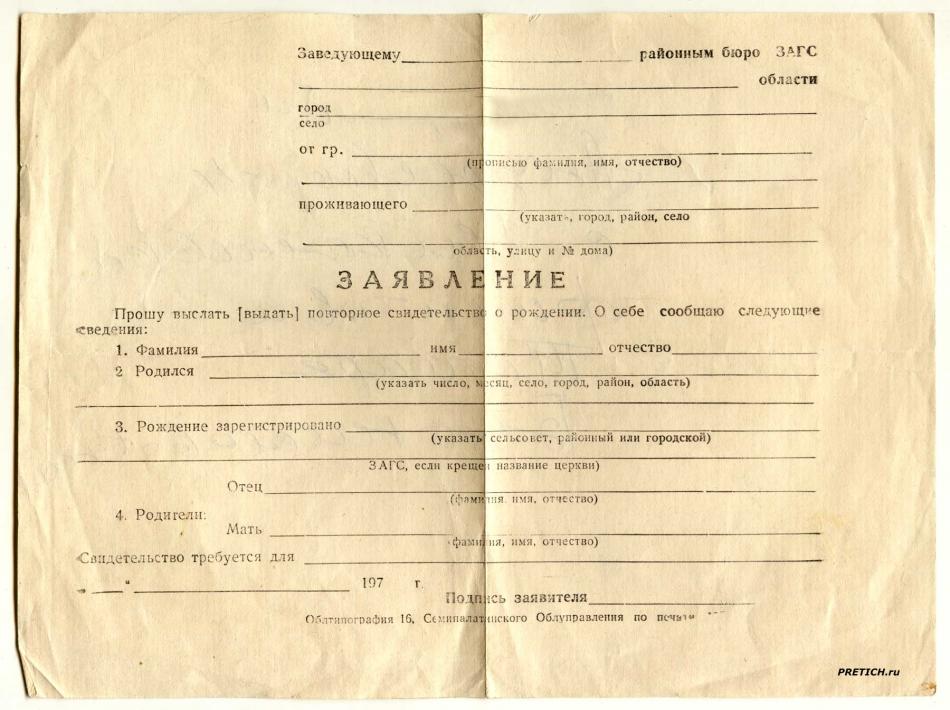 Заведующему районным бюро ЗАГС
области
город
село
от гр.
(прописью фамилия, имя, отчество)
проживающего
(указать, город, район, село
область, улицу и № дома)
ЗАЯВЛЕНИЕ
Прошу выслать [выдать] повторное свидетельство о рождении. О себе сообщаю следующие
сведения:
1. Фамилия имя отчество
2 Родился
(указать число, месяц, село, город, район, область)
3. Рождение зарегистрировано
(указать сельсовет, районный или городской)
ЗАГС, если крещен название церкви)
Отец
(фамилия имя, отчество)
4. Родители:
Мать
(фамилия, имя, отчество)
Свидетельство требуется для
„ “ 197 г.
Подпись заявителя
Облтипография 16, Семипалатинского Облуправления по печати
PRETICH.ru